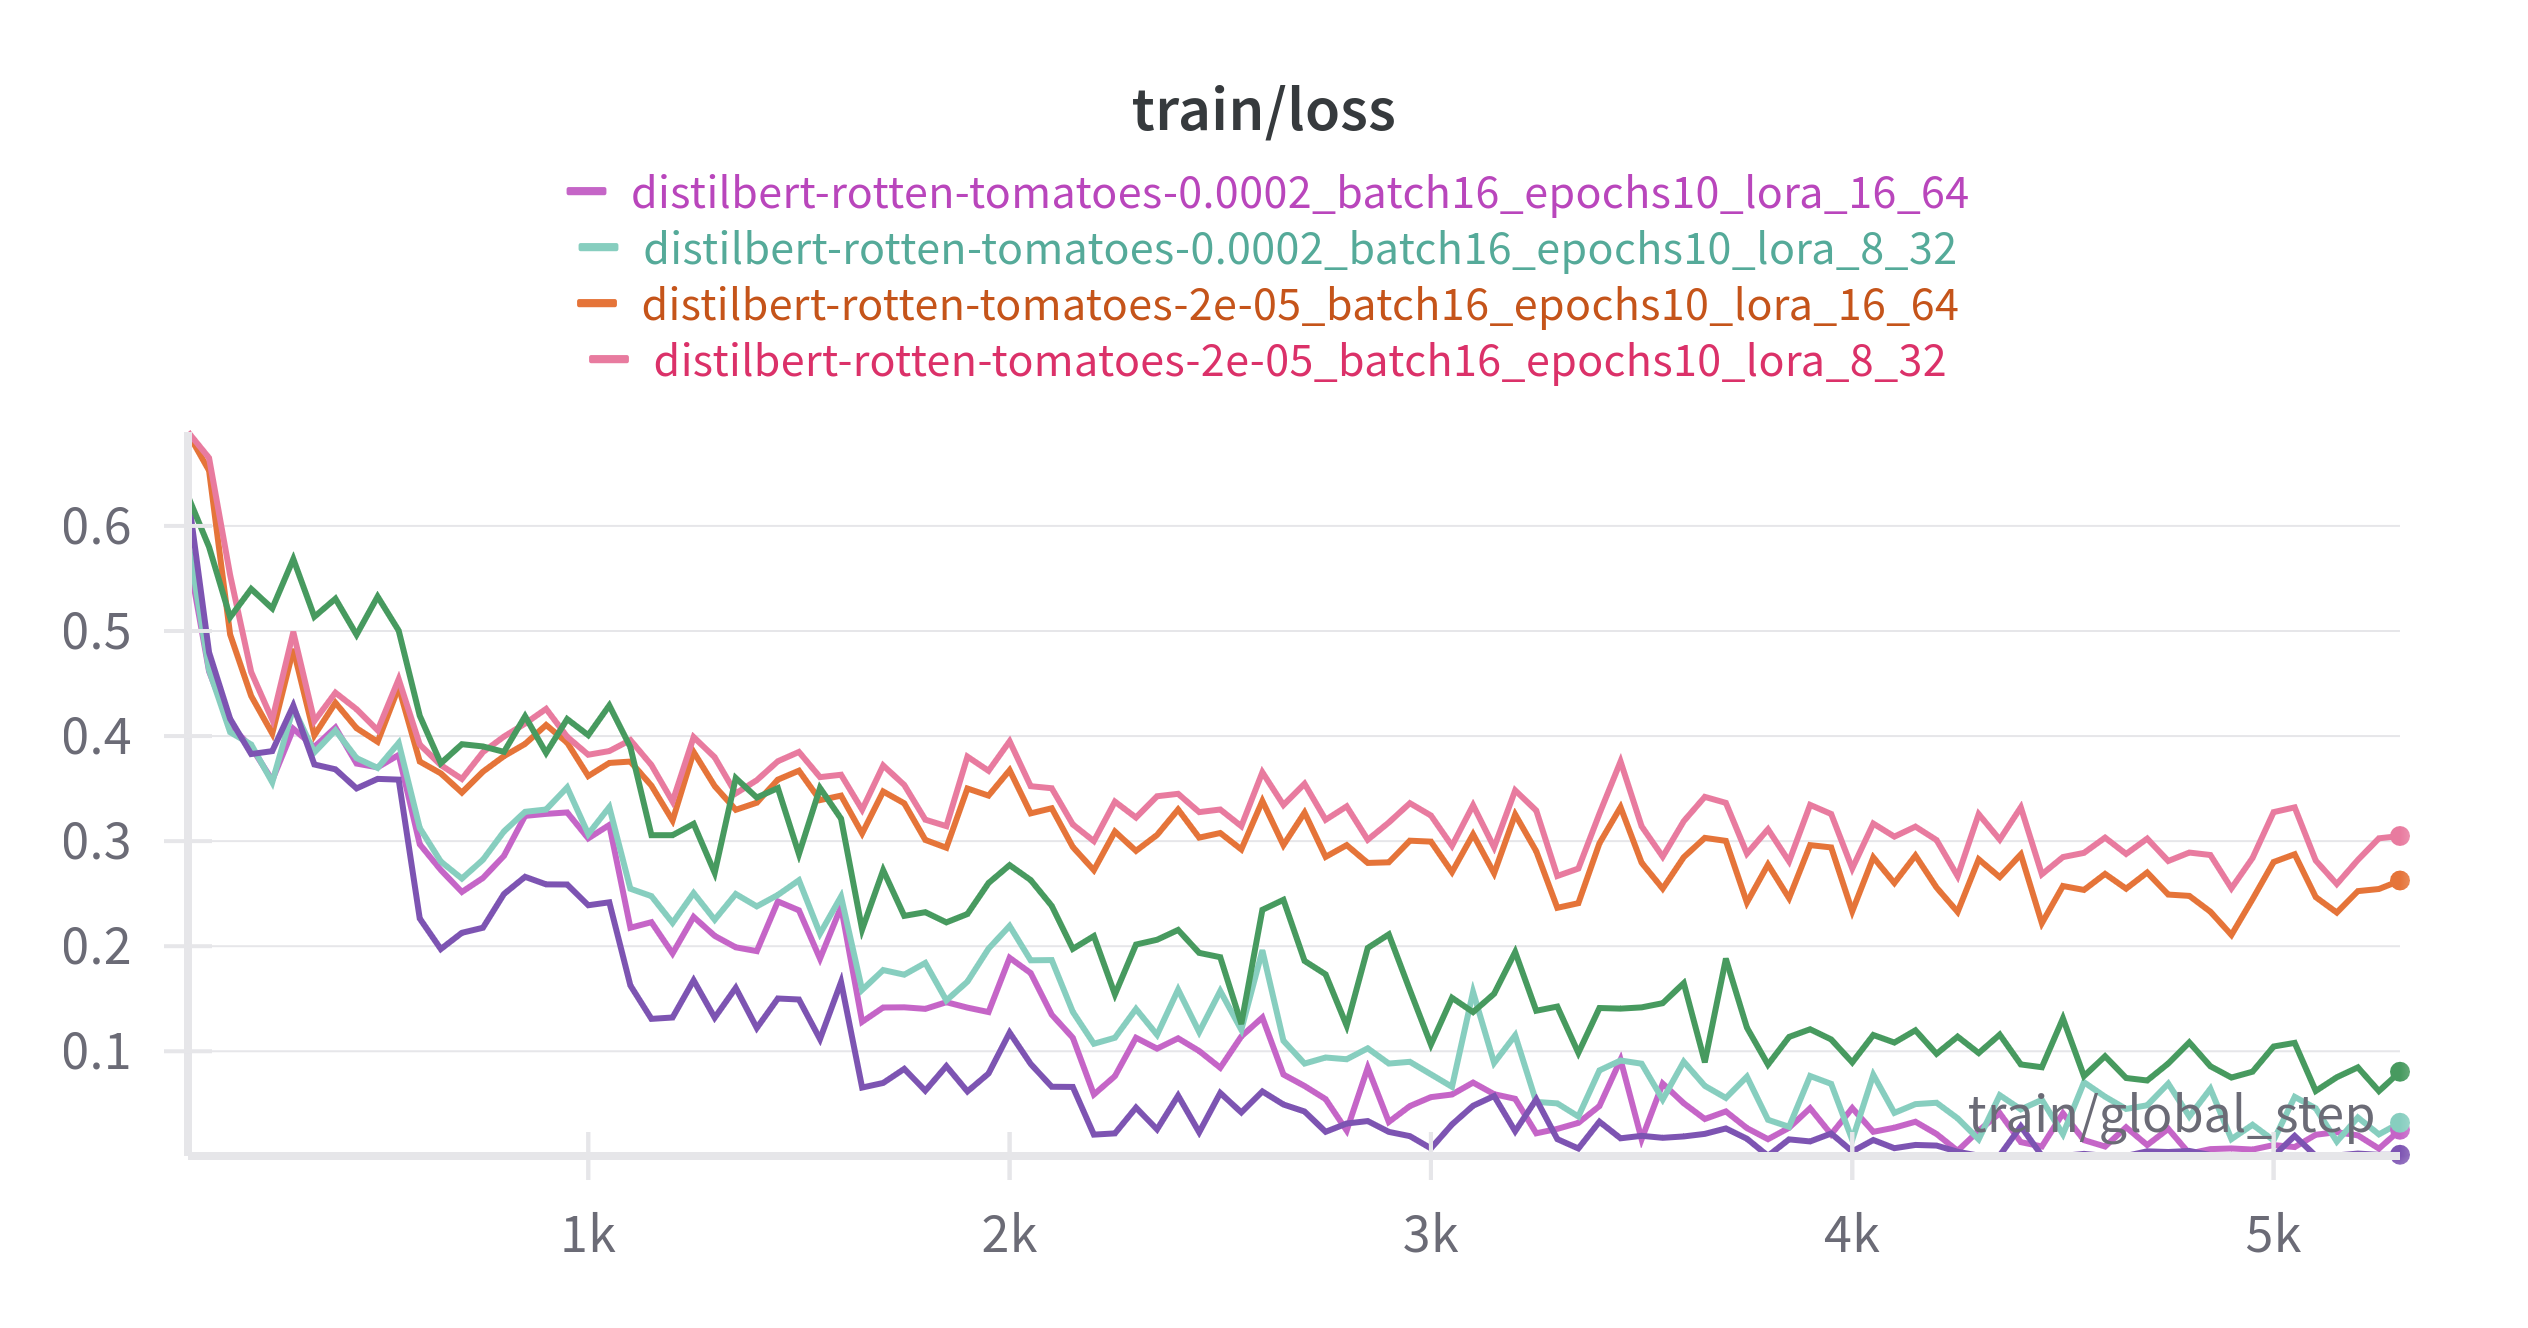 train/loss
distilbert-rotten-tomatoes-0.0002_batch16_epochs10_lora_16_64
distilbert-rotten-tomatoes-0.0002_batch16_epochs10_lora_8_32
distilbert-rotten-tomatoes-2e-05_batch16_epochs10_lora_16_64
distilbert-rotten-tomatoes-2e-05_batch16_epochs10_lora_8_32
0.6
0.5
0.4
0.3
0.2
0.1
train/global_step
1k 2k 3k 4k 5k